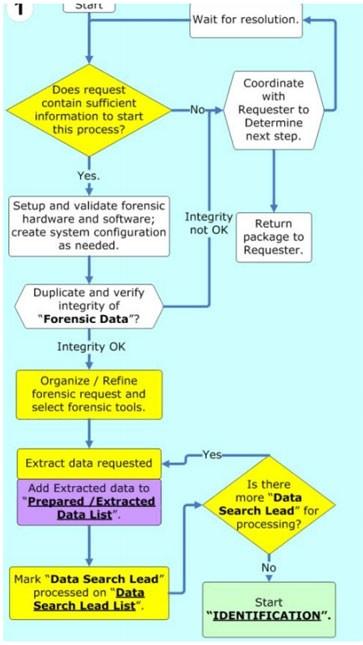 1
Start
Wait for resolution.
Does request
contain sufficient
information to start
this process?
No
Coordinate
with
Requester to
Determine
next step.
Yes.
Setup and validate forensic
hardware and software;
create system configuration
as needed.
Integrity
not OK
Return
package to
Requester.
Duplicate and verify
integrity of
"Forensic Data"?
Integrity OK
Organize / Refine
forensic request and
select forensic tools.
Extract data requested
Yes
Add Extracted data to
"Prepared /Extracted
Data List".
Is there
more "Data
Search Lead" for
processing?
Mark "Data Search Lead"
processed on "Data
Search Lead List".
No
Start
"IDENTIFICATION".